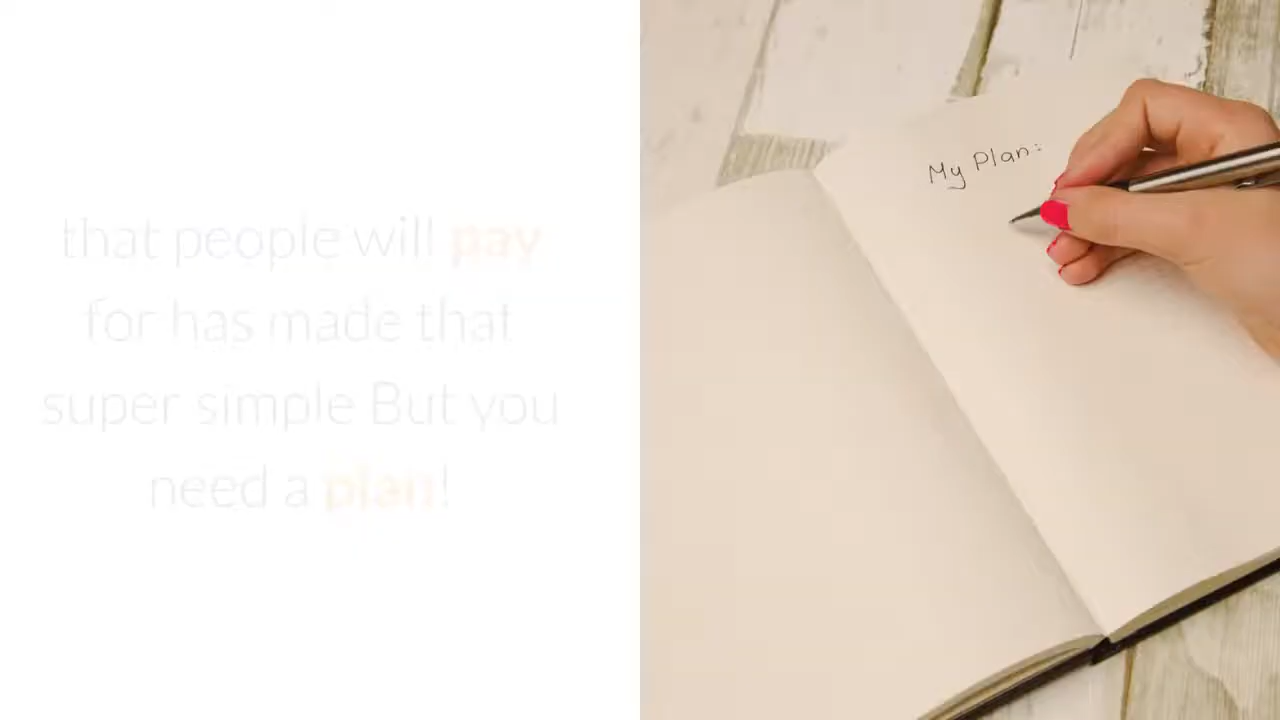 that people will pay
for has made that
super simple But you
need a plan!
My Plan: